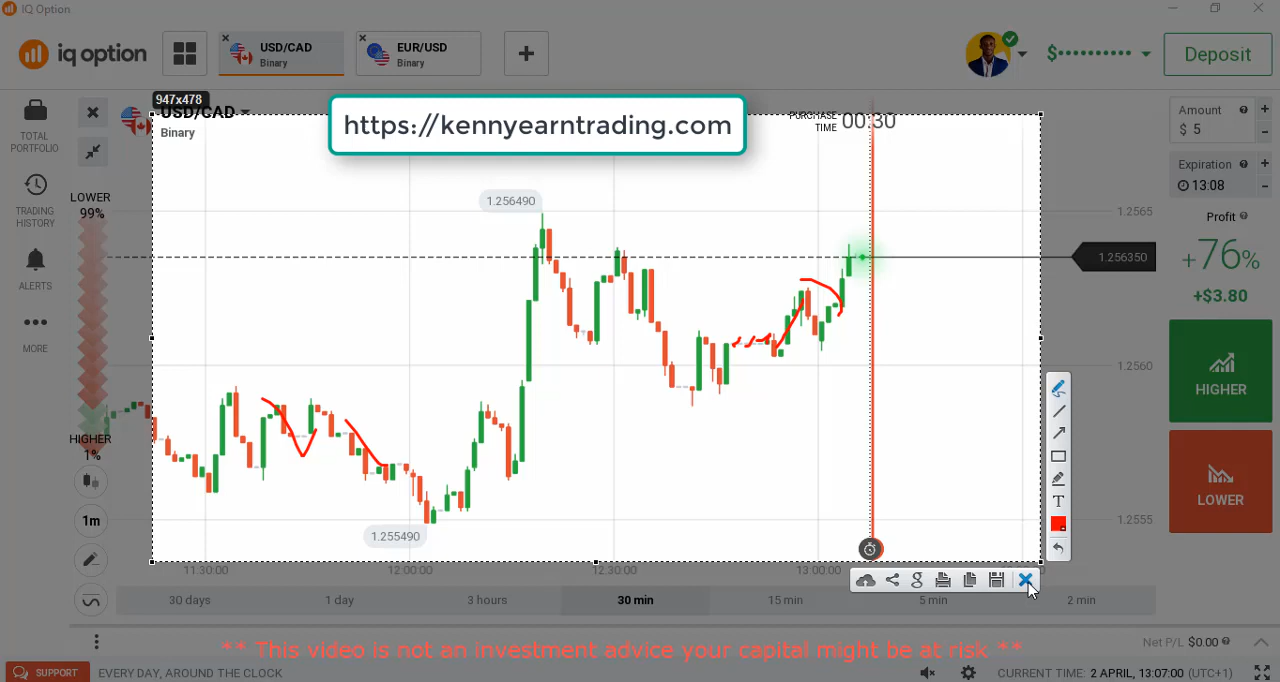 IQ Option
iq option
USD/CAD
Binary
EUR/USD
Binary
+
$••••••••••
Deposit
947x478
USD/CAD
Binary
https://kennyearntrading.com
PURCHASE
TIME
00:30
TOTAL
PORTFOLIO
TRADING
HISTORY
ALERTS
MORE
LOWER
99%
HIGHER
1%
1m
1.256490
1.255490
1.2565
1.256350
1.2560
1.2555
Amount
$ 5
Expiration
13:08
Profit
+76%
+$3.80
HIGHER
LOWER
T
11:30:00
12:00:00
12:30:00
13:00:00
30 days
1 day
3 hours
30 min
15 min
5 min
2 min
** This video is not an investment advice your capital might be at risk **
Net P/L $0.00
SUPPORT
EVERY DAY, AROUND THE CLOCK
CURRENT TIME: 2 APRIL, 13:07:00 (UTC+1)